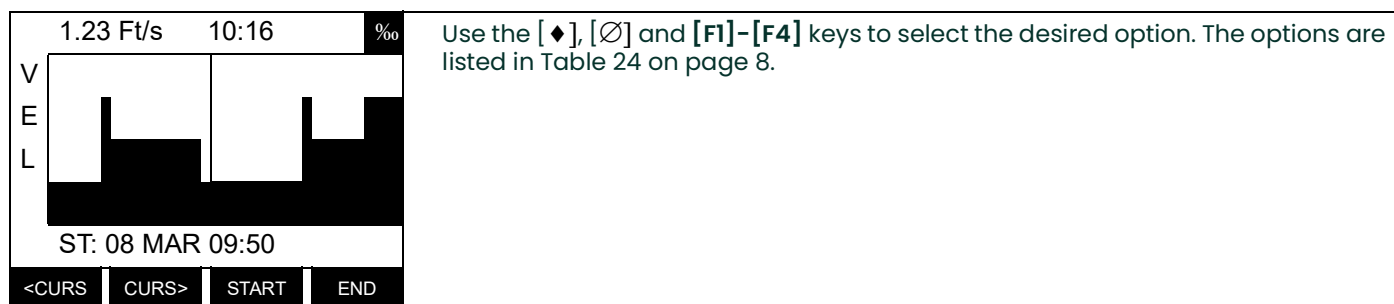 1.23 Ft/s 10:16 ‰
V
E
L
ST: 08 MAR 09:50
<CURS CURS> START END
Use the [♦], [∅] and [F1]-[F4] keys to select the desired option. The options are
listed in Table 24 on page 8.